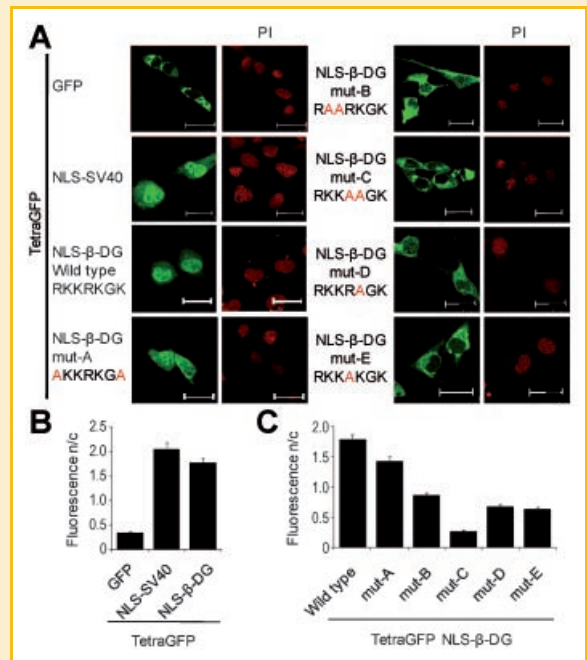 A
PI
PI
TetraGFP
GFP
NLS-SV40
NLS-β-DG
Wild type
RKKRKGK
NLS-β-DG
mut-A
AKKRKGA
NLS-β-DG
mut-B
RAARKGK
NLS-β-DG
mut-C
RKKAAGK
NLS-β-DG
mut-D
RKKRAGK
NLS-β-DG
mut-E
RKKAKGK
B
Fluorescence n/c
2.5
2.0
1.5
1.0
0.5
0
GFP
NLS-SV40
NLS-β-DG
TetraGFP
C
Fluorescence n/c
2.0
1.5
1.0
0.5
0
Wild type
mut-A
mut-B
mut-C
mut-D
mut-E
TetraGFP NLS-β-DG